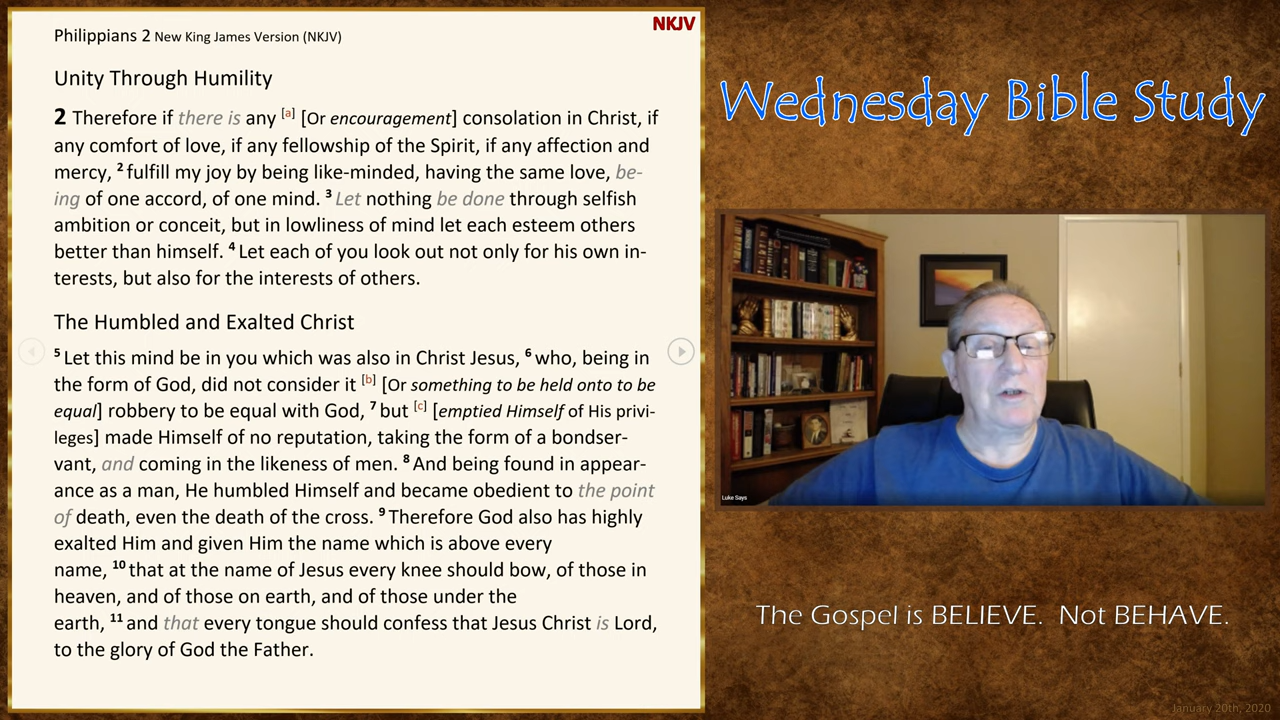 NKJV
Philippians 2 New King James Version (NKJV)
Unity Through Humility
2 Therefore if there is any [a] [Or encouragement] consolation in Christ, if
any comfort of love, if any fellowship of the Spirit, if any affection and
mercy, 2 fulfill my joy by being like-minded, having the same love, be-
ing of one accord, of one mind. 3 Let nothing be done through selfish
ambition or conceit, but in lowliness of mind let each esteem others
better than himself. 4 Let each of you look out not only for his own in-
terests, but also for the interests of others.
The Humbled and Exalted Christ
5 Let this mind be in you which was also in Christ Jesus, 6 who, being in
the form of God, did not consider it [b] [Or something to be held onto to be
equal] robbery to be equal with God, 7 but [c] [emptied Himself of His privi-
leges] made Himself of no reputation, taking the form of a bondser-
vant, and coming in the likeness of men. 8 And being found in appear-
ance as a man, He humbled Himself and became obedient to the point
of death, even the death of the cross. 9 Therefore God also has highly
exalted Him and given Him the name which is above every
name, 10 that at the name of Jesus every knee should bow, of those in
heaven, and of those on earth, and of those under the
earth, 11 and that every tongue should confess that Jesus Christ is Lord,
to the glory of God the Father.
Wednesday Bible Study
Luke Says
The Gospel is BELIEVE. Not BEHAVE.
January 20th, 2020